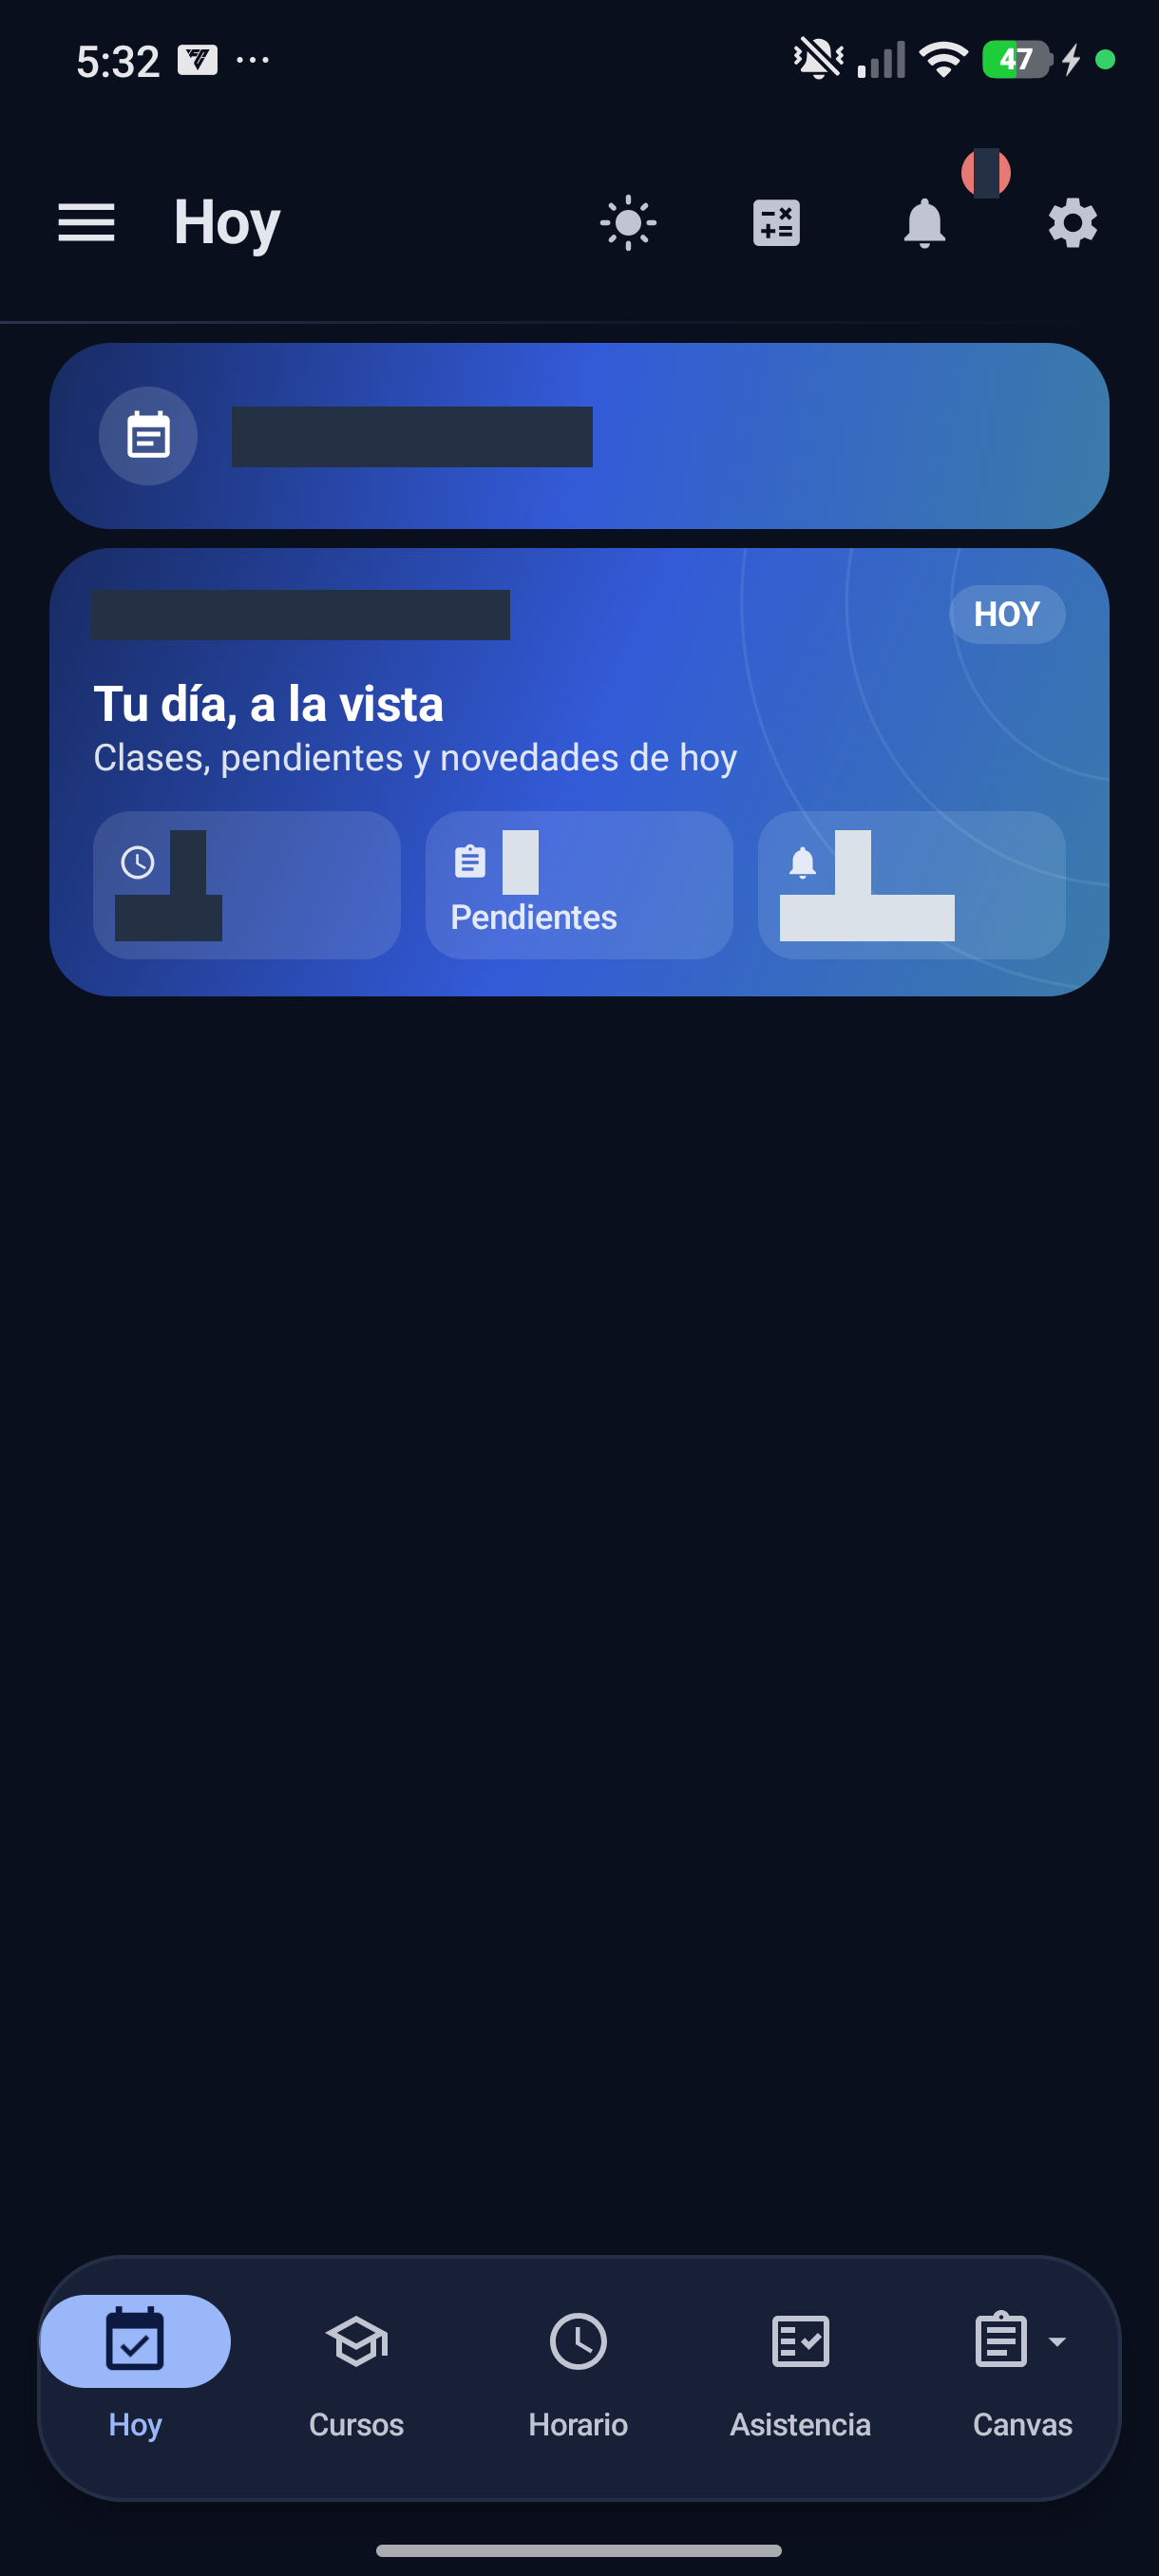 5:32
47
Hoy
HOY
Tu día, a la vista
Clases, pendientes y novedades de hoy
Pendientes
Hoy
Cursos
Horario
Asistencia
Canvas